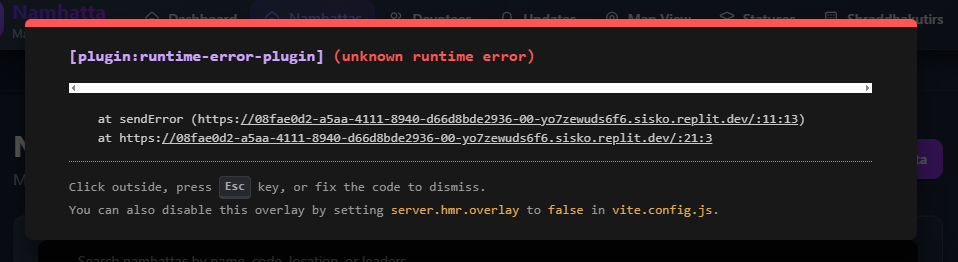 Namhatta
Dashboard
Namhattas
Devotees
Updates
Map View
Statuses
Shraddhakutirs
[plugin:runtime-error-plugin] (unknown runtime error)
at sendError (https://08fae0d2-a5aa-4111-8940-d66d8bde2936-00-yo7zewuds6f6.sisko.replit.dev/:11:13)
at https://08fae0d2-a5aa-4111-8940-d66d8bde2936-00-yo7zewuds6f6.sisko.replit.dev/:21:3
Click outside, press Esc key, or fix the code to dismiss.
You can also disable this overlay by setting server.hmr.overlay to false in vite.config.js.
Search namhattas by name, code, location, or leaders